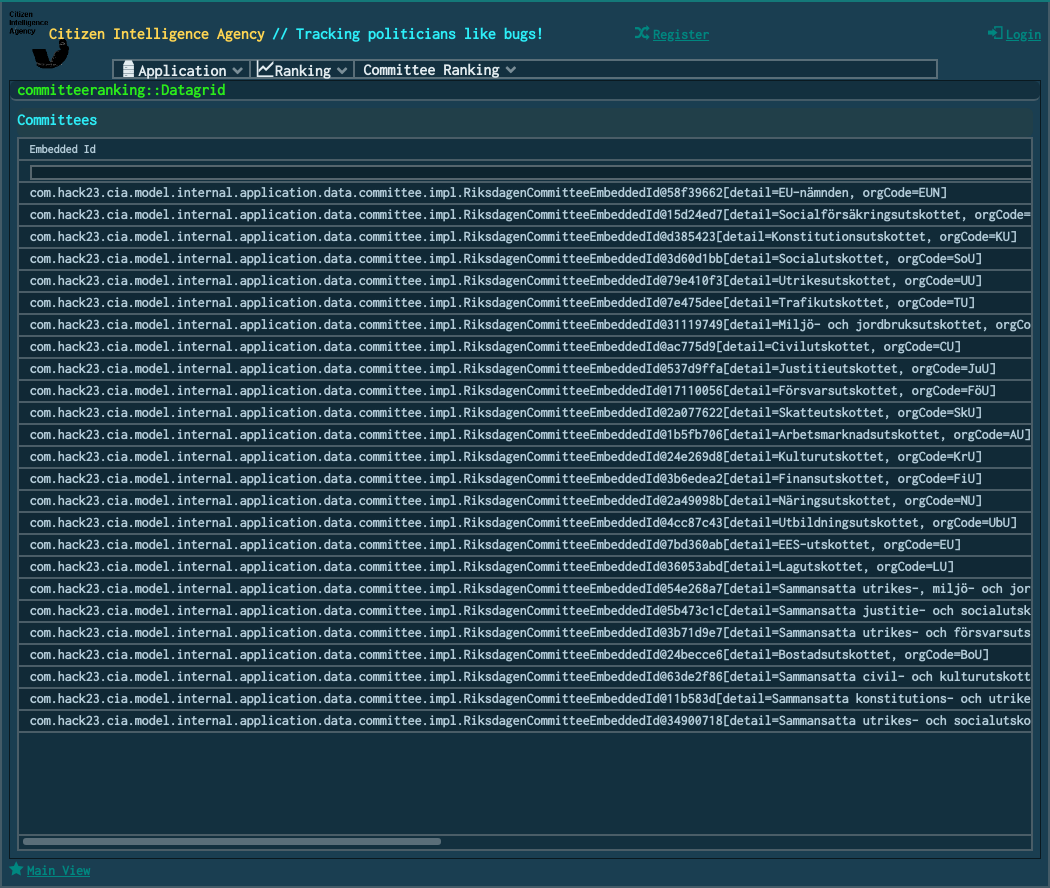 Citizen
Intelligence
Agency
Citizen Intelligence Agency // Tracking politicians like bugs!
Register
Login
Application
Ranking
Committee Ranking
committeeranking::Datagrid
Committees
Embedded Id
com.hack23.cia.model.internal.application.data.committee.impl.RiksdagenCommitteeEmbeddedId@58f39662[detail=EU-nämnden, orgCode=EUN]
com.hack23.cia.model.internal.application.data.committee.impl.RiksdagenCommitteeEmbeddedId@15d24ed7[detail=Socialförsäkringsutskottet, orgCode=
com.hack23.cia.model.internal.application.data.committee.impl.RiksdagenCommitteeEmbeddedId@d385423[detail=Konstitutionsutskottet, orgCode=KU]
com.hack23.cia.model.internal.application.data.committee.impl.RiksdagenCommitteeEmbeddedId@3d60d1bb[detail=Socialutskottet, orgCode=SoU]
com.hack23.cia.model.internal.application.data.committee.impl.RiksdagenCommitteeEmbeddedId@79e410f3[detail=Utrikesutskottet, orgCode=UU]
com.hack23.cia.model.internal.application.data.committee.impl.RiksdagenCommitteeEmbeddedId@7e475dee[detail=Trafikutskottet, orgCode=TU]
com.hack23.cia.model.internal.application.data.committee.impl.RiksdagenCommitteeEmbeddedId@31119749[detail=Miljö- och jordbruksutskottet, orgCo
com.hack23.cia.model.internal.application.data.committee.impl.RiksdagenCommitteeEmbeddedId@ac775d9[detail=Civilutskottet, orgCode=CU]
com.hack23.cia.model.internal.application.data.committee.impl.RiksdagenCommitteeEmbeddedId@537d9ffa[detail=Justitieutskottet, orgCode=JuU]
com.hack23.cia.model.internal.application.data.committee.impl.RiksdagenCommitteeEmbeddedId@17110056[detail=Försvarsutskottet, orgCode=FöU]
com.hack23.cia.model.internal.application.data.committee.impl.RiksdagenCommitteeEmbeddedId@2a077622[detail=Skatteutskottet, orgCode=SkU]
com.hack23.cia.model.internal.application.data.committee.impl.RiksdagenCommitteeEmbeddedId@1b5fb706[detail=Arbetsmarknadsutskottet, orgCode=AU]
com.hack23.cia.model.internal.application.data.committee.impl.RiksdagenCommitteeEmbeddedId@24e269d8[detail=Kulturutskottet, orgCode=KrU]
com.hack23.cia.model.internal.application.data.committee.impl.RiksdagenCommitteeEmbeddedId@3b6edea2[detail=Finansutskottet, orgCode=FiU]
com.hack23.cia.model.internal.application.data.committee.impl.RiksdagenCommitteeEmbeddedId@2a49098b[detail=Näringsutskottet, orgCode=NU]
com.hack23.cia.model.internal.application.data.committee.impl.RiksdagenCommitteeEmbeddedId@4cc87c43[detail=Utbildningsutskottet, orgCode=UbU]
com.hack23.cia.model.internal.application.data.committee.impl.RiksdagenCommitteeEmbeddedId@7bd360ab[detail=EES-utskottet, orgCode=EU]
com.hack23.cia.model.internal.application.data.committee.impl.RiksdagenCommitteeEmbeddedId@36053abd[detail=Lagutskottet, orgCode=LU]
com.hack23.cia.model.internal.application.data.committee.impl.RiksdagenCommitteeEmbeddedId@54e268a7[detail=Sammansatta utrikes-, miljö- och jor
com.hack23.cia.model.internal.application.data.committee.impl.RiksdagenCommitteeEmbeddedId@5b473c1c[detail=Sammansatta justitie- och socialutsk
com.hack23.cia.model.internal.application.data.committee.impl.RiksdagenCommitteeEmbeddedId@3b71d9e7[detail=Sammansatta utrikes- och försvarsuts
com.hack23.cia.model.internal.application.data.committee.impl.RiksdagenCommitteeEmbeddedId@24becce6[detail=Bostadsutskottet, orgCode=BoU]
com.hack23.cia.model.internal.application.data.committee.impl.RiksdagenCommitteeEmbeddedId@63de2f86[detail=Sammansatta civil- och kulturutskott
com.hack23.cia.model.internal.application.data.committee.impl.RiksdagenCommitteeEmbeddedId@11b583d[detail=Sammansatta konstitutions- och utrike
com.hack23.cia.model.internal.application.data.committee.impl.RiksdagenCommitteeEmbeddedId@34900718[detail=Sammansatta utrikes- och socialutsko
Main View